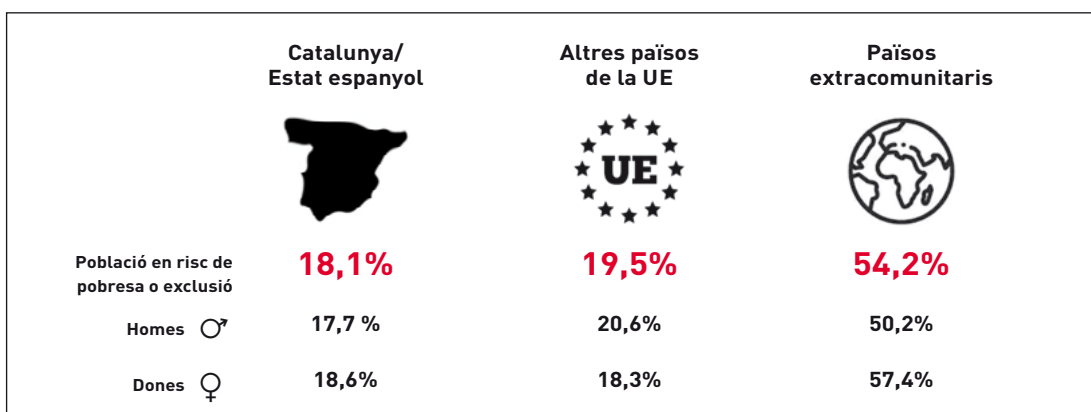 Catalunya/
Estat espanyol
Altres països
de la UE
Països
extracomunitaris
UE
Població en risc de
pobresa o exclusió
18,1%
19,5%
54,2%
Homes
17,7 %
20,6%
50,2%
Dones
18,6%
18,3%
57,4%